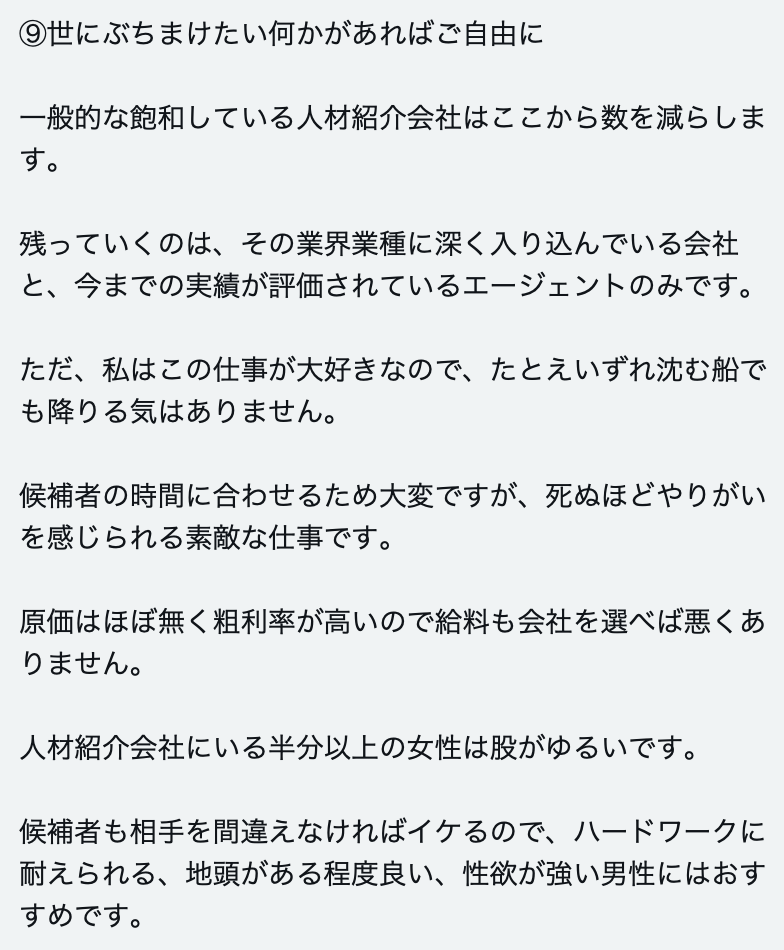 ⑨世にぶちまけたい何かがあればご自由に
一般的な飽和している人材紹介会社はここから数を減らしま
す。
残っていくのは、その業界業種に深く入り込んでいる会社
と、今までの実績が評価されているエージェントのみです。
ただ、私はこの仕事が大好きなので、たとえいずれ沈む船で
も降りる気はありません。
候補者の時間に合わせるため大変ですが、死ぬほどやりがい
を感じられる素敵な仕事です。
原価はほぼ無く粗利率が高いので給料も会社を選べば悪くあ
りません。
人材紹介会社にいる半分以上の女性は股がゆるいです。
候補者も相手を間違えなければイケるので、ハードワークに
耐えられる、地頭がある程度良い、性欲が強い男性にはおす
すめです。